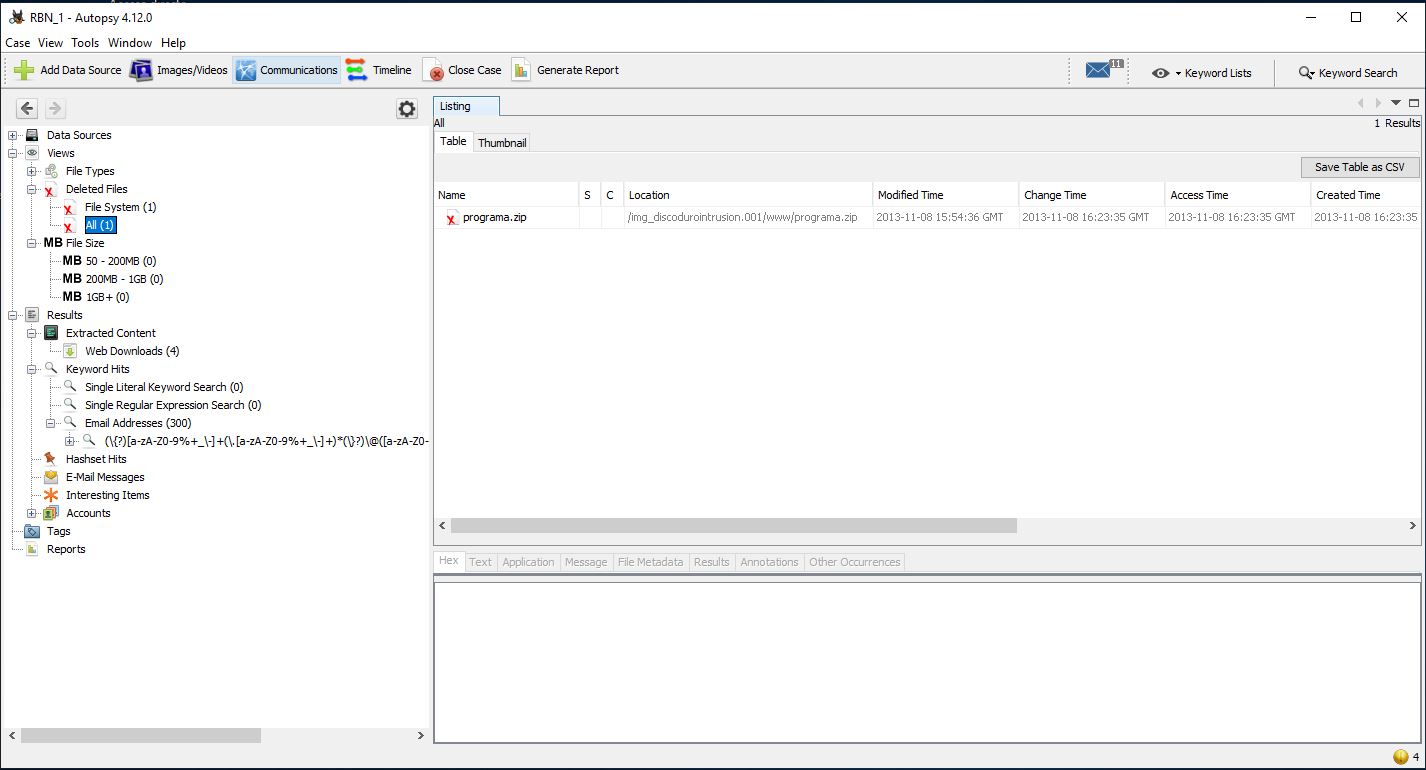 RBN_1 - Autopsy 4.12.0
Case View Tools Window Help
Add Data Source Images/Videos Communications Timeline Close Case Generate Report 11 Keyword Lists Keyword Search
Data Sources
Views
File Types
Deleted Files
File System (1)
All (1)
MB File Size
MB 50 - 200MB (0)
MB 200MB - 1GB (0)
MB 1GB+ (0)
Results
Extracted Content
Web Downloads (4)
Keyword Hits
Single Literal Keyword Search (0)
Single Regular Expression Search (0)
Email Addresses (300)
(\{?)[a-zA-Z0-9%+_\-]+(\.[a-zA-Z0-9%+_\-]+)*(\}?)\@([a-zA-Z0-
Hashset Hits
E-Mail Messages
Interesting Items
Accounts
Tags
Reports
Listing
All 1 Results
Table Thumbnail
Save Table as CSV
Name S C Location Modified Time Change Time Access Time Created Time
programa.zip /img_discodurointrusion.001/www/programa.zip 2013-11-08 15:54:36 GMT 2013-11-08 16:23:35 GMT 2013-11-08 16:23:35 GMT 2013-11-08 16:23:35
Hex Text Application Message File Metadata Results Annotations Other Occurrences
4